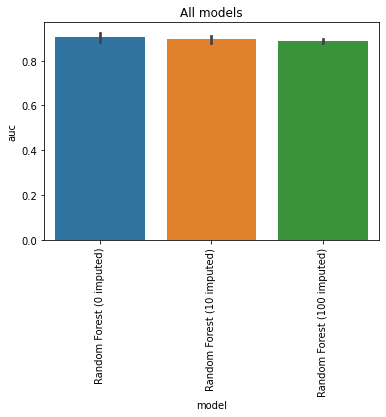 All models
auc
0.8
0.6
0.4
0.2
0.0
Random Forest (0 imputed)
Random Forest (10 imputed)
Random Forest (100 imputed)
model